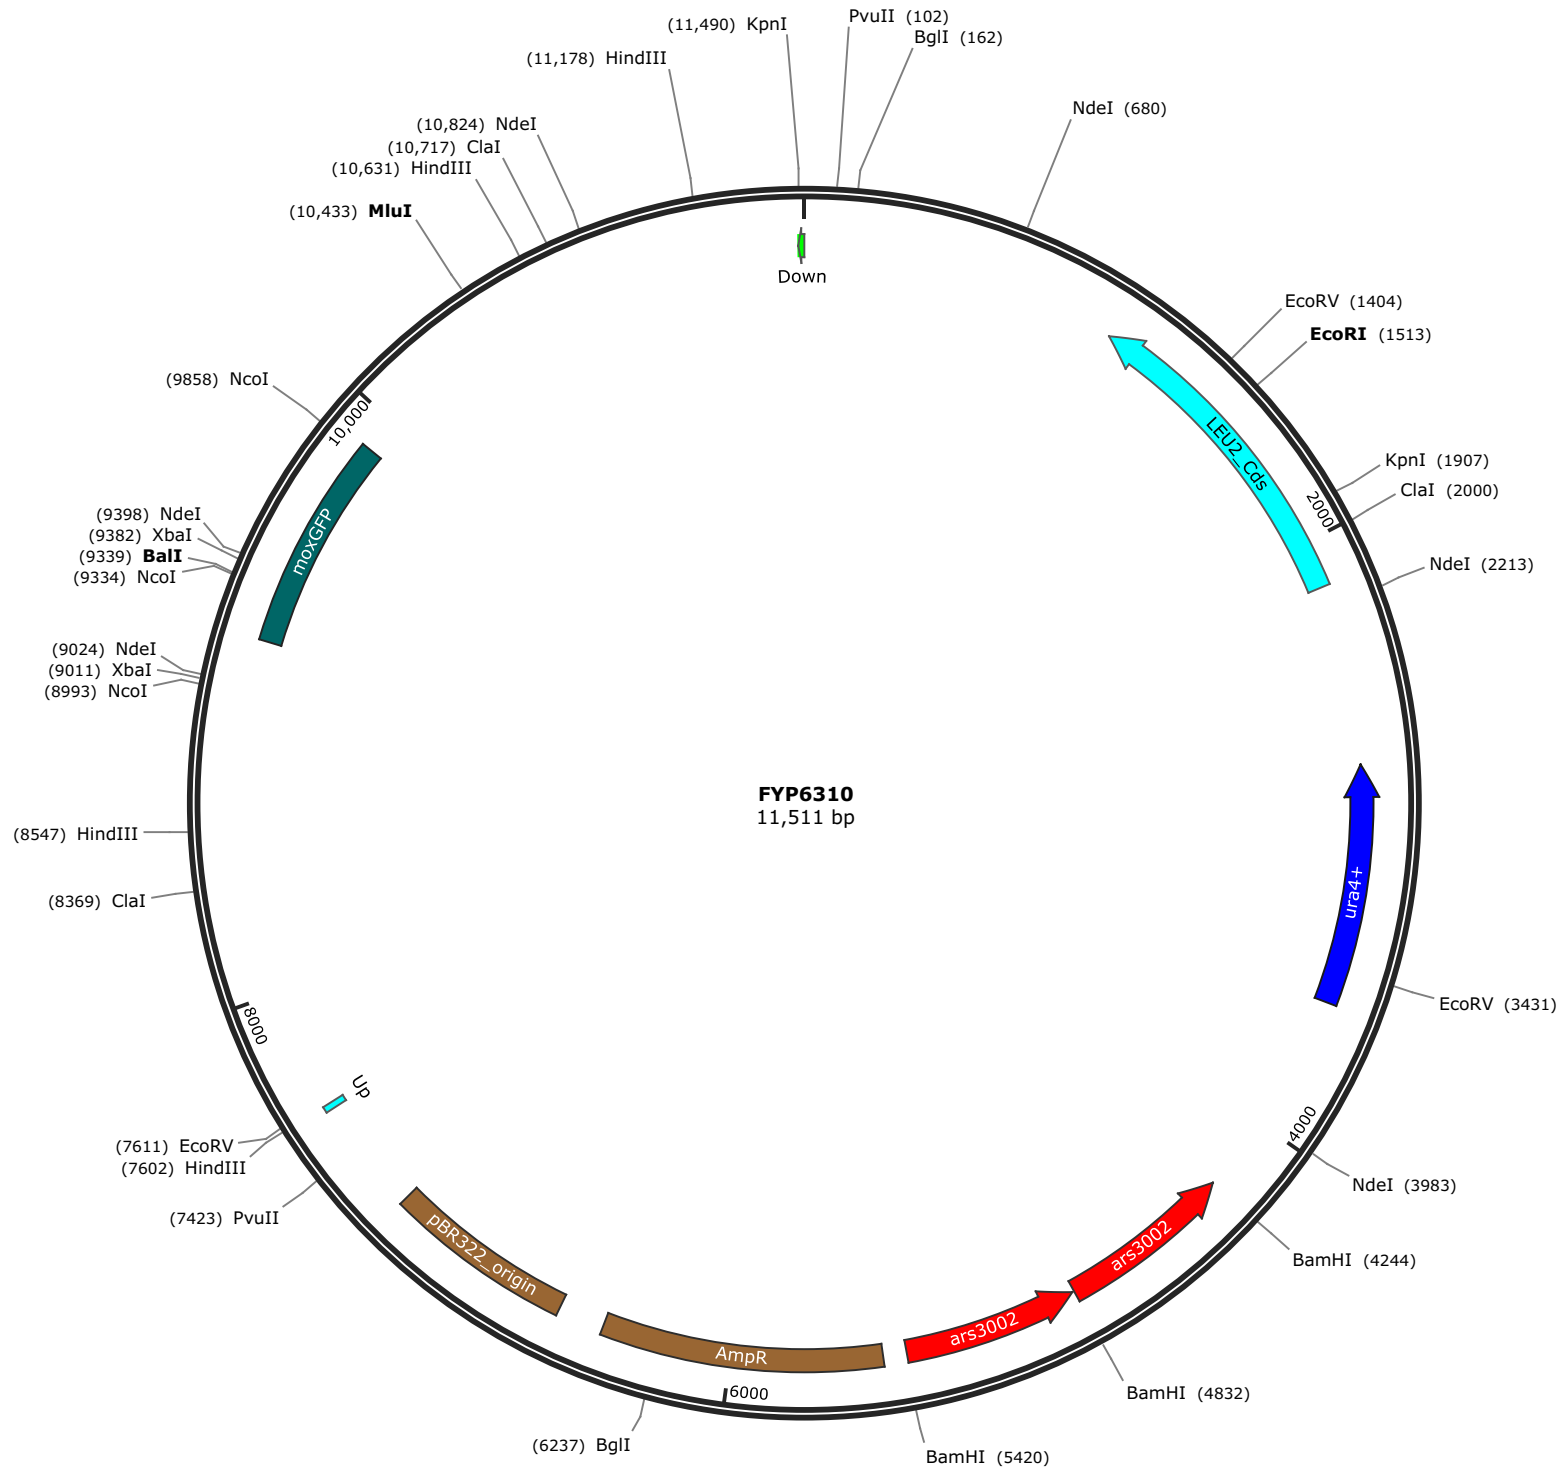 (11,490) KpnI
PvuII (102)
BglI (162)
(11,178) HindIII
NdeI (680)
(10,824) NdeI
(10,717) ClaI
(10,631) HindIII
(10,433) MluI
Down
EcoRV (1404)
EcoRI (1513)
(9858) NcoI
10,000
LEU2_Cds
KpnI (1907)
ClaI (2000)
2000
(9398) NdeI
(9382) XbaI
(9339) BalI
(9334) NcoI
moxGFP
NdeI (2213)
(9024) NdeI
(9011) XbaI
(8993) NcoI
FYP6310
11,511 bp
(8547) HindIII
(8369) ClaI
ura4+
EcoRV (3431)
8000
Up
4000
(7611) EcoRV
(7602) HindIII
NdeI (3983)
(7423) PvuII
pBR322_origin
ars3002
BamHI (4244)
ars3002
AmpR
6000
BamHI (4832)
(6237) BglI
BamHI (5420)